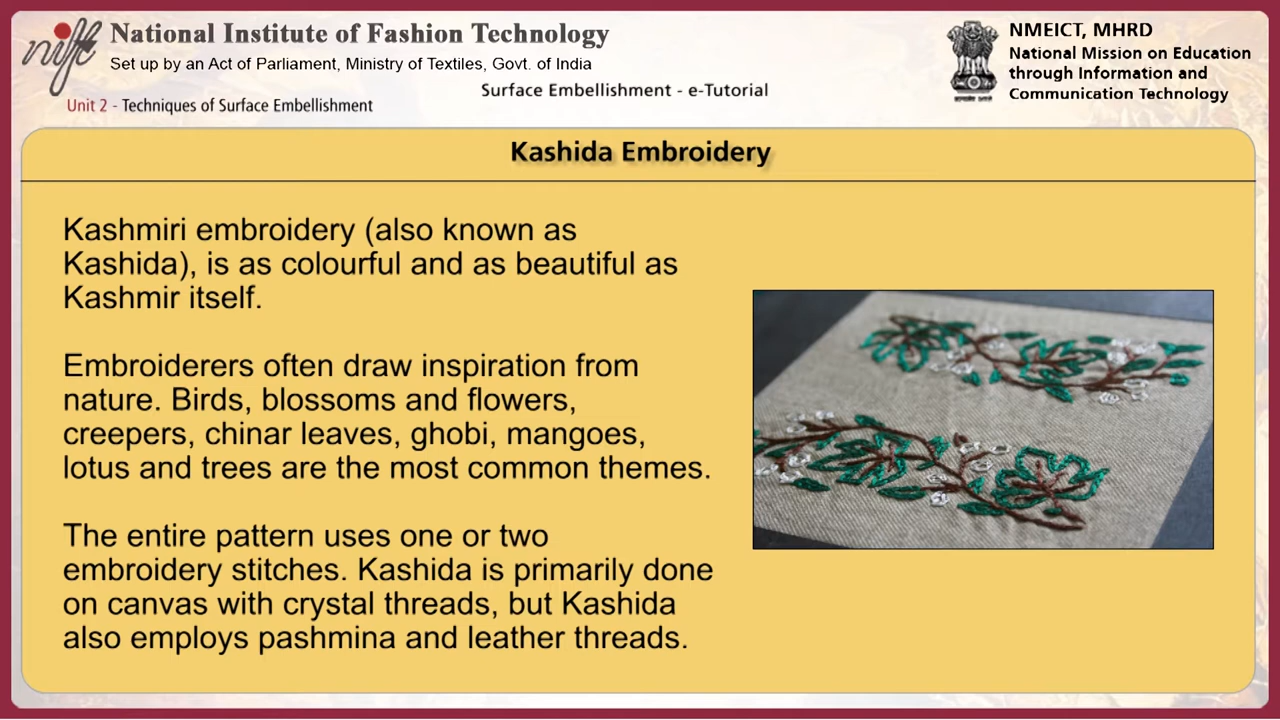 nift
National Institute of Fashion Technology
Set up by an Act of Parliament, Ministry of Textiles, Govt. of India
Unit 2 - Techniques of Surface Embellishment
Surface Embellishment - e-Tutorial
NMEICT, MHRD
National Mission on Education
through Information and
Communication Technology
Kashida Embroidery
Kashmiri embroidery (also known as
Kashida), is as colourful and as beautiful as
Kashmir itself.
Embroiderers often draw inspiration from
nature. Birds, blossoms and flowers,
creepers, chinar leaves, ghobi, mangoes,
lotus and trees are the most common themes.
The entire pattern uses one or two
embroidery stitches. Kashida is primarily done
on canvas with crystal threads, but Kashida
also employs pashmina and leather threads.